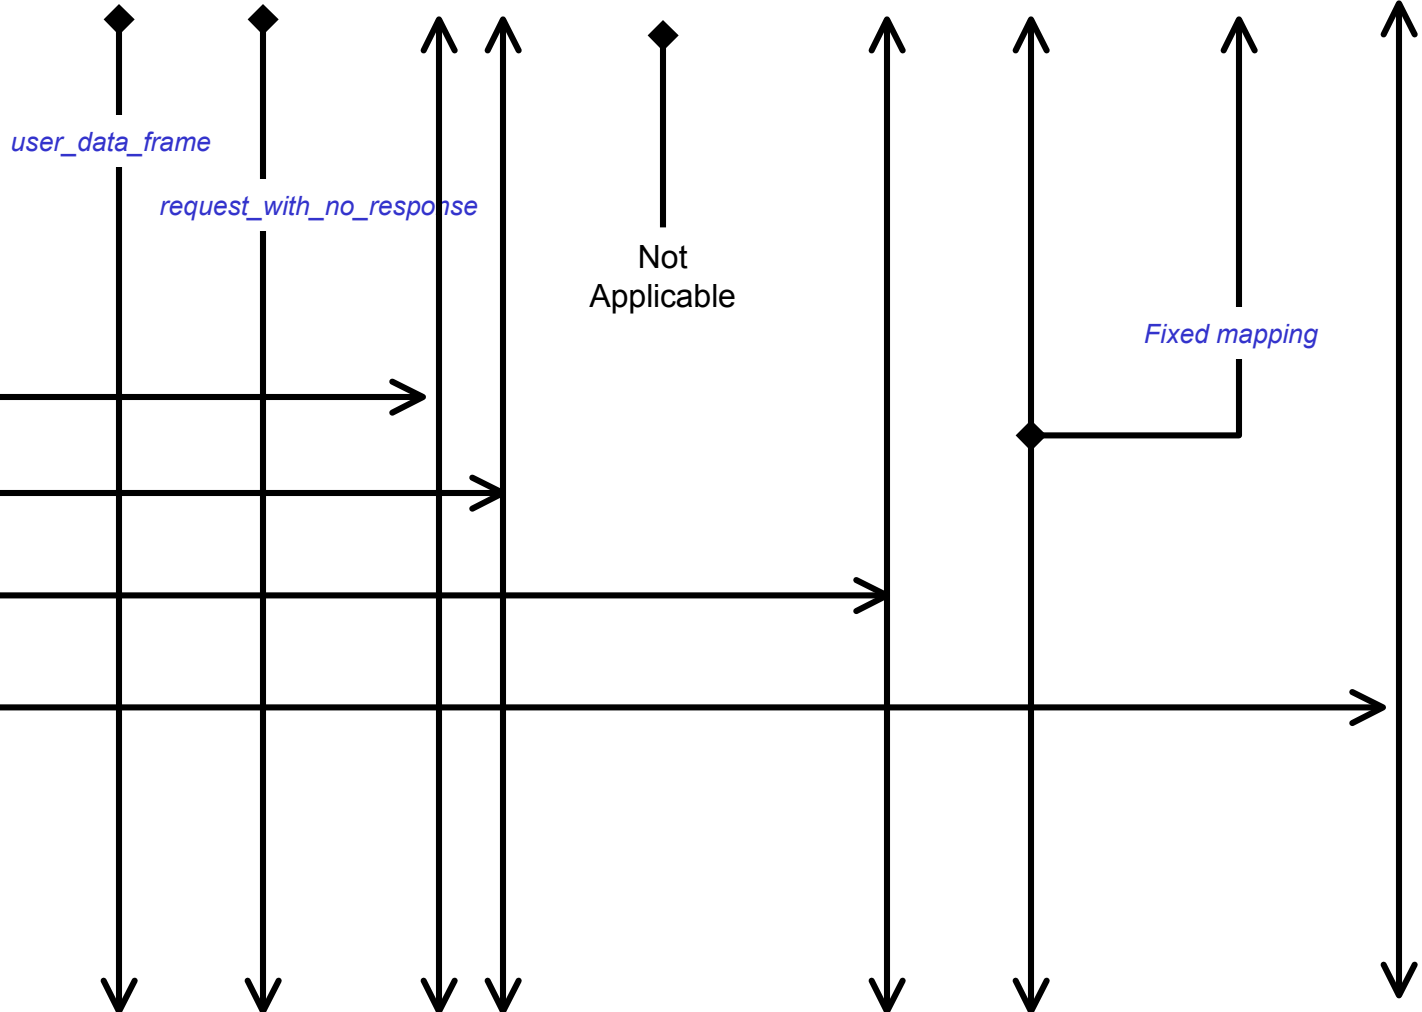 user_data_frame
request_with_no_response
Not
Applicable
Fixed mapping